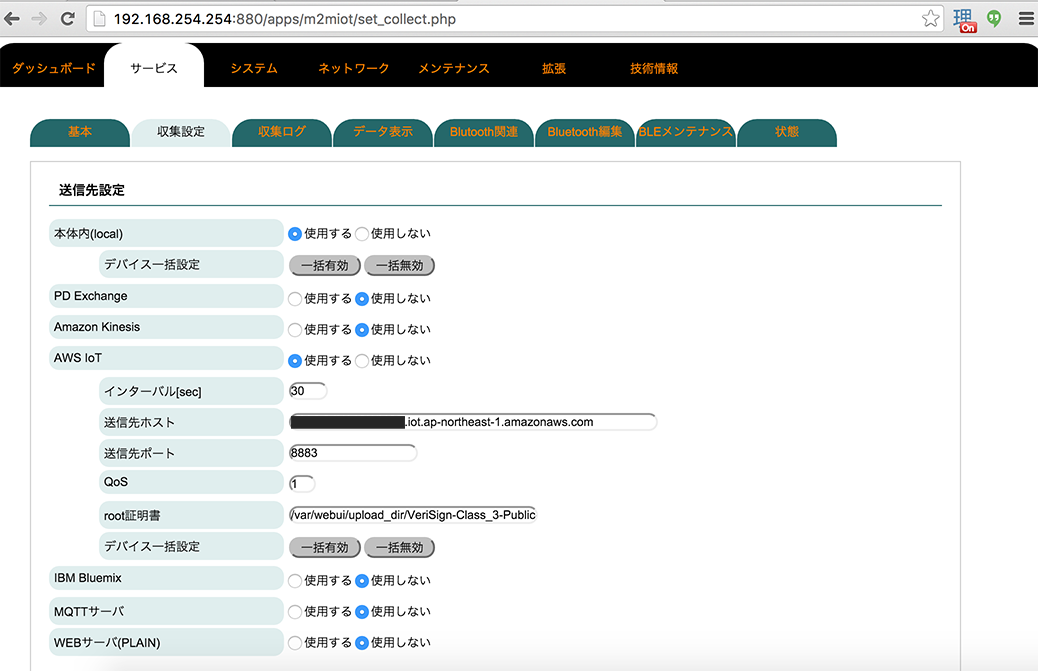 192.168.254.254:880/apps/m2miot/set_collect.php
理 On
ダッシュボード サービス システム ネットワーク メンテナンス 拡張 技術情報
基本 収集設定 収集ログ データ表示 Blutooth関連 Bluetooth編集 BLEメンテナンス 状態
送信先設定
本体内(local) 使用する 使用しない
デバイス一括設定 一括有効 一括無効
PD Exchange 使用する 使用しない
Amazon Kinesis 使用する 使用しない
AWS IoT 使用する 使用しない
インターバル[sec] 30
送信先ホスト .iot.ap-northeast-1.amazonaws.com
送信先ポート 8883
QoS 1
root証明書 /var/webui/upload_dir/VeriSign-Class_3-Public
デバイス一括設定 一括有効 一括無効
IBM Bluemix 使用する 使用しない
MQTTサーバ 使用する 使用しない
WEBサーバ(PLAIN) 使用する 使用しない